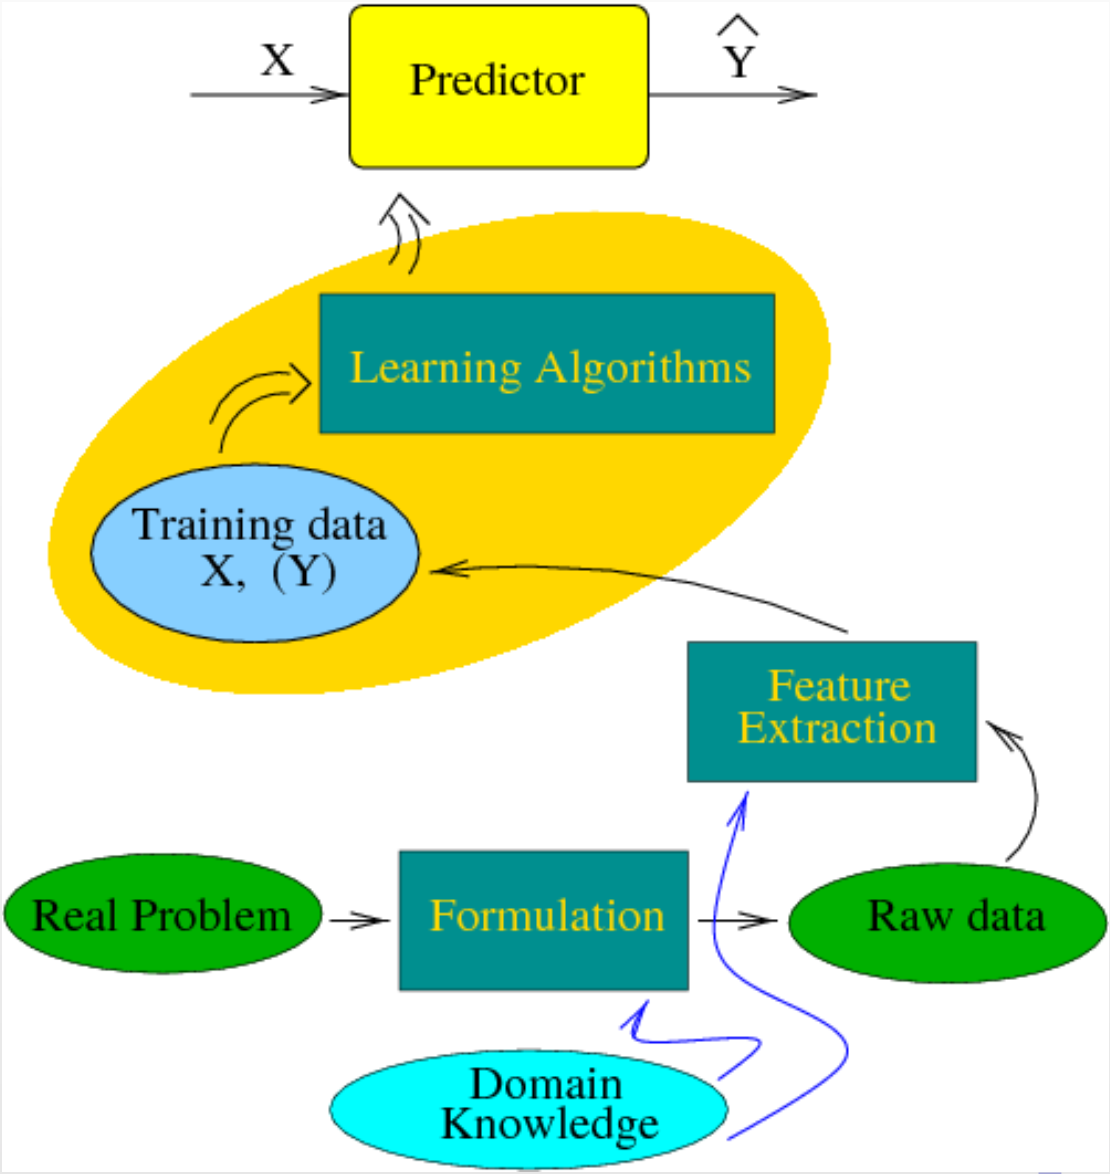 X
Ŷ
Predictor
Learning Algorithms
Training data
X, (Y)
Feature
Extraction
Real Problem
Formulation
Raw data
Domain
Knowledge